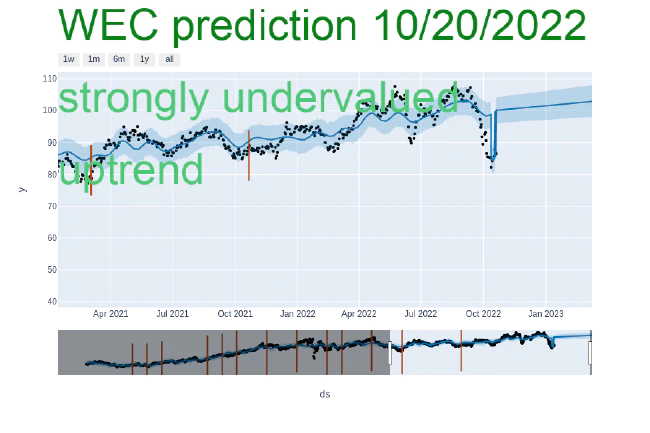 WEC prediction 10/20/2022
1w 1m 6m 1y all
110
strongly undervalued
100
90
uptrend
80
y
70
60
50
40
Apr 2021 Jul 2021 Oct 2021 Jan 2022 Apr 2022 Jul 2022 Oct 2022 Jan 2023
ds